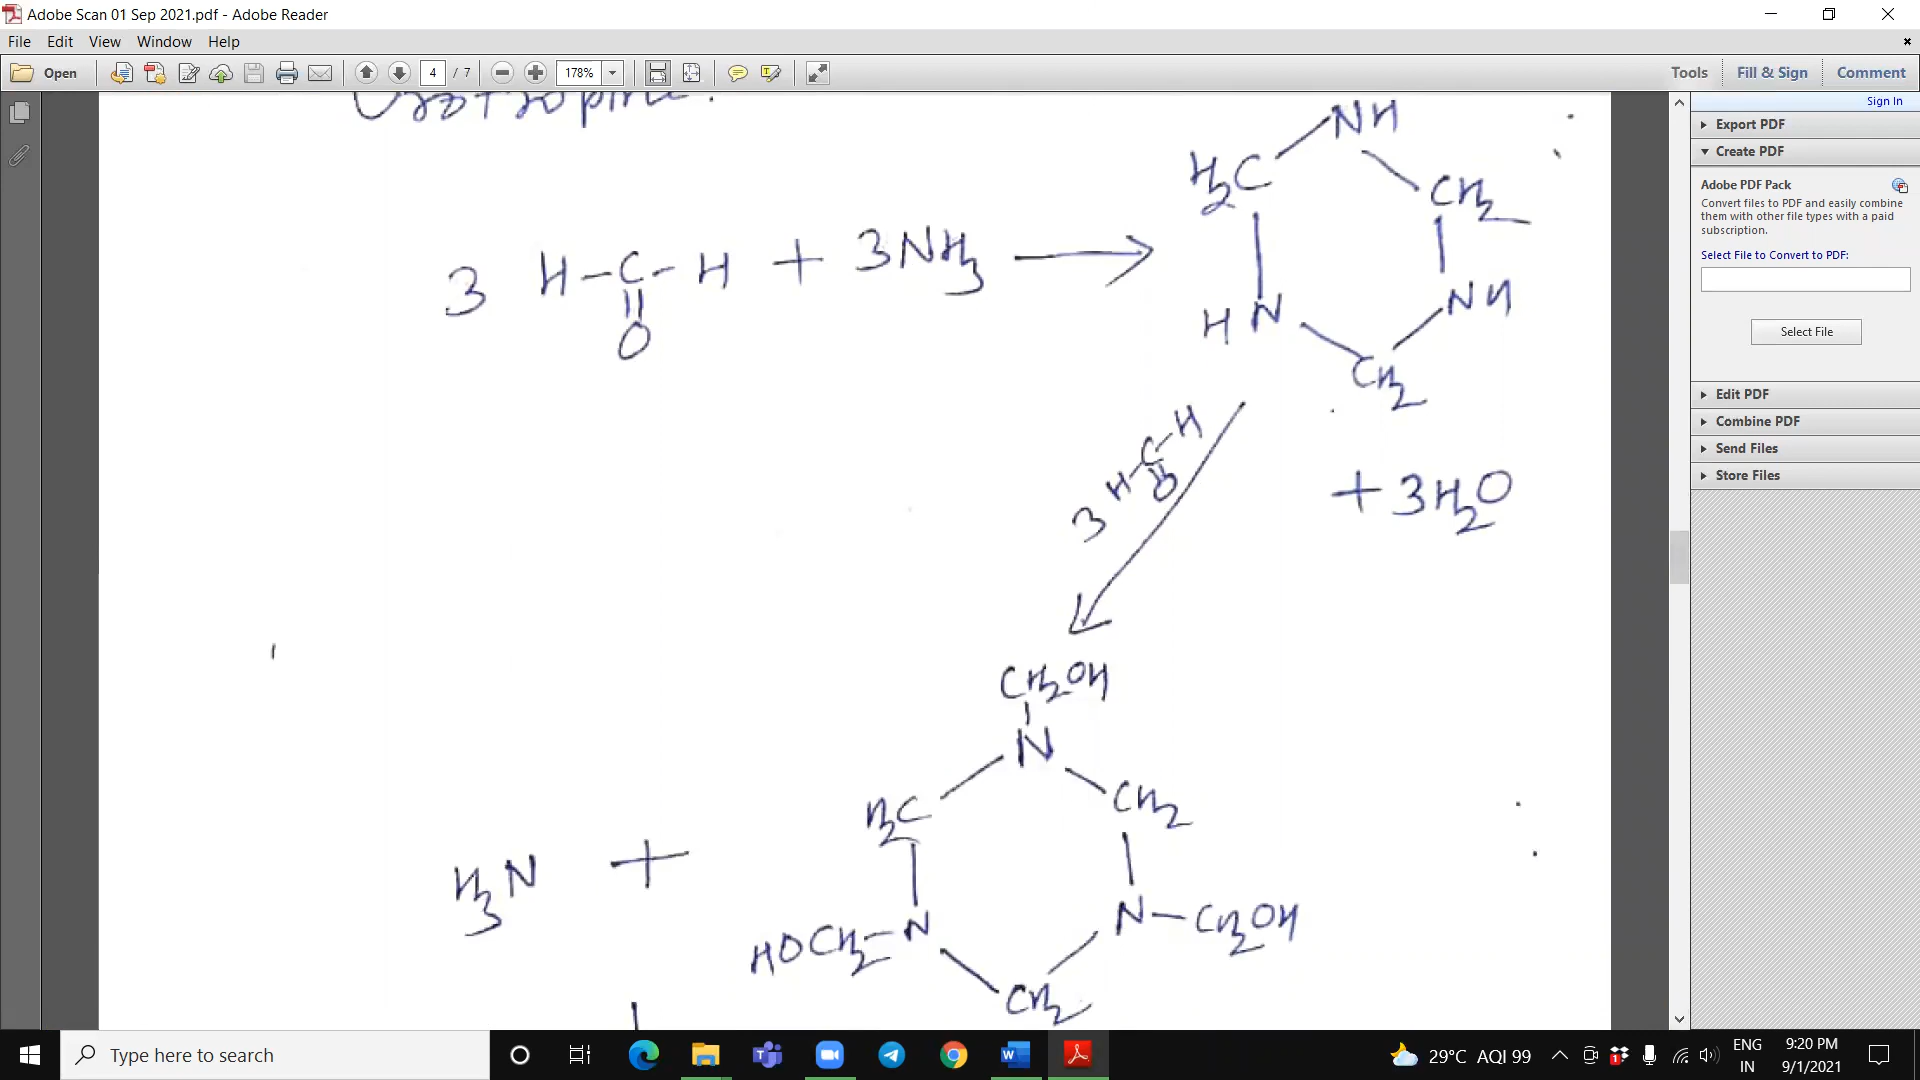 Adobe Scan 01 Sep 2021.pdf - Adobe Reader
File Edit View Window Help
Open 4 / 7 178% Tools Fill & Sign Comment
Sign In
Export PDF
Create PDF
Adobe PDF Pack
Convert files to PDF and easily combine
them with other file types with a paid
subscription.
Select File to Convert to PDF:
Select File
Edit PDF
Combine PDF
Send Files
Store Files
NH
H2C
CH2
3 H-C-H + 3NH3
O
HN
NH
CH2
3 H-C-H
O
+ 3H2O
CH2OH
N
H2C
CH2
H3N +
HOCH2-N
N-CH2OH
CH2
Type here to search
29°C AQI 99
1
ENG
IN
9:20 PM
9/1/2021